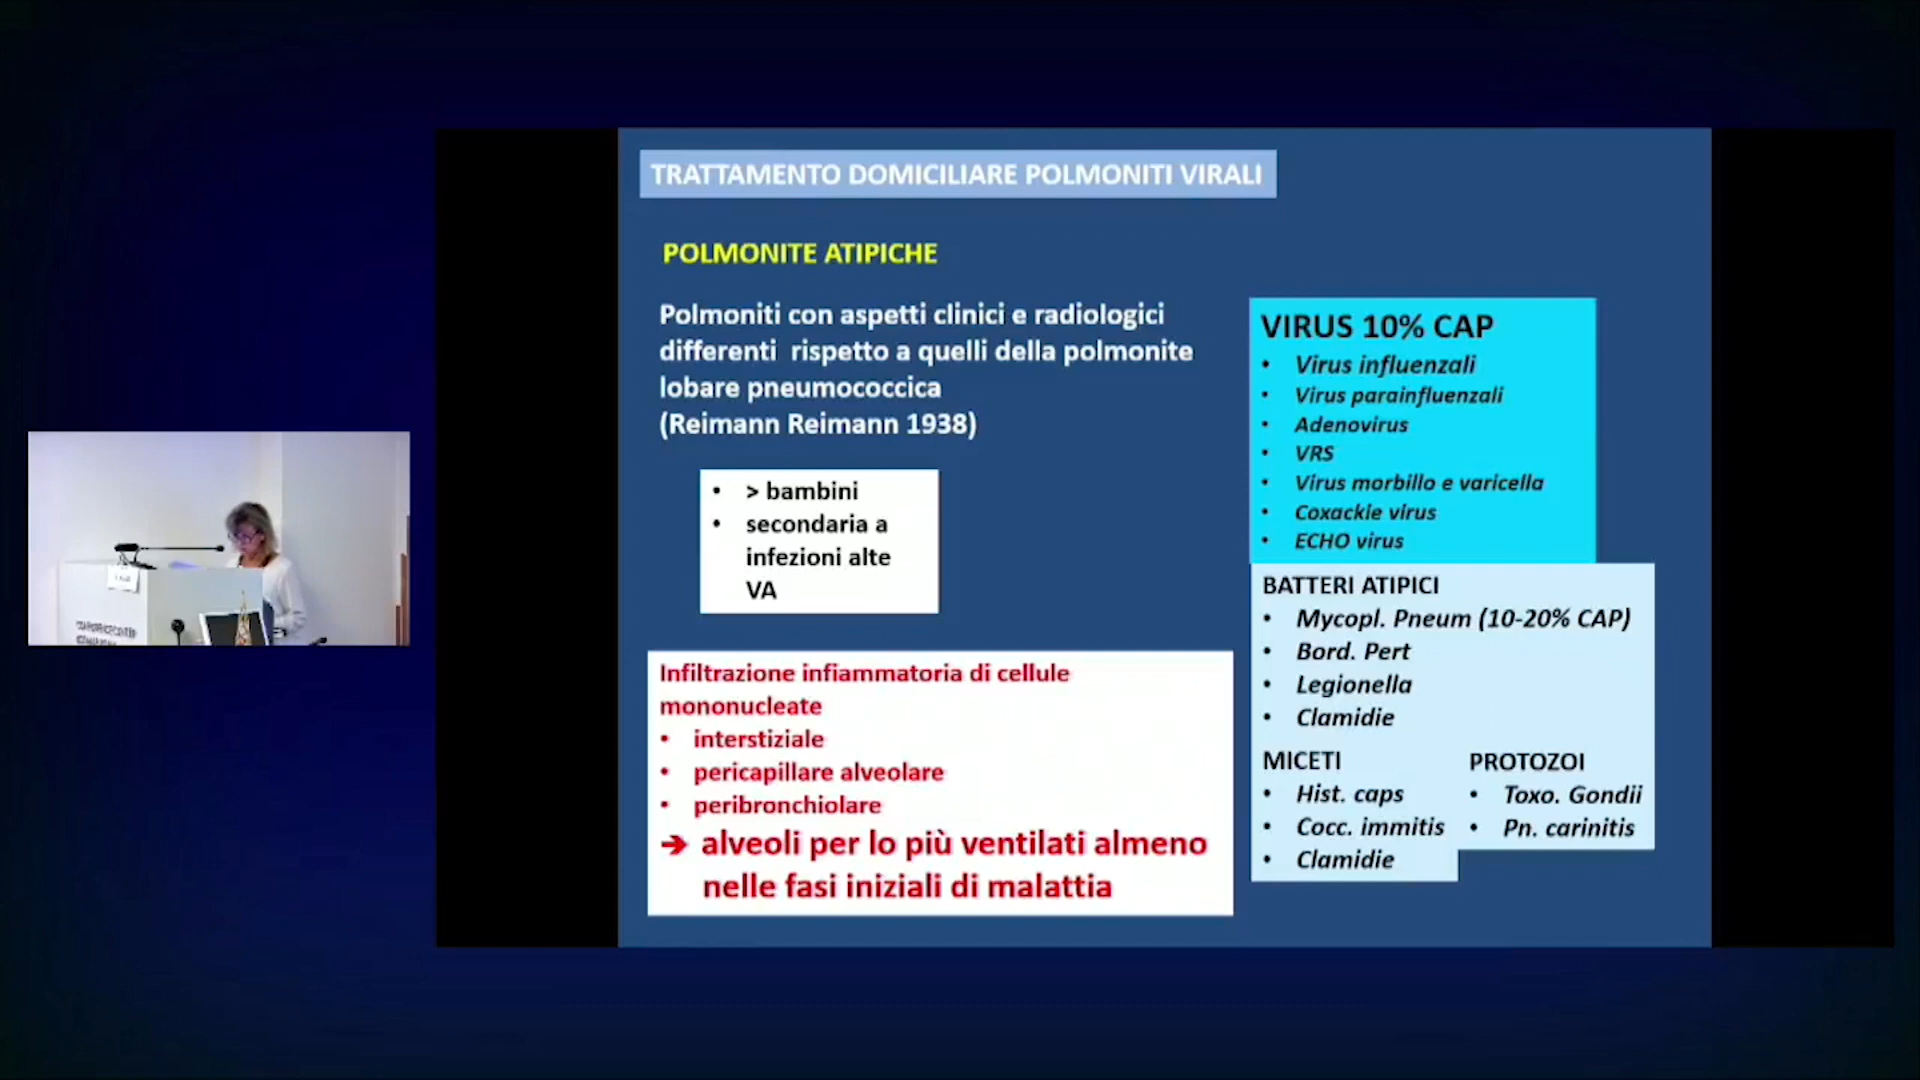 TRATTAMENTO DOMICILIARE POLMONITI VIRALI
POLMONITE ATIPICHE
Polmoniti con aspetti clinici e radiologici
differenti rispetto a quelli della polmonite
lobare pneumococcica
(Reimann Reimann 1938)
• > bambini
• secondaria a
infezioni alte
VA
Infiltrazione infiammatoria di cellule
mononucleate
• interstiziale
• pericapillare alveolare
• peribronchiolare
➔ alveoli per lo più ventilati almeno
nelle fasi iniziali di malattia
VIRUS 10% CAP
• Virus influenzali
• Virus parainfluenzali
• Adenovirus
• VRS
• Virus morbillo e varicella
• Coxackie virus
• ECHO virus
BATTERI ATIPICI
• Mycopl. Pneum (10-20% CAP)
• Bord. Pert
• Legionella
• Clamidie
MICETI
• Hist. caps
• Cocc. immitis
• Clamidie
PROTOZOI
• Toxo. Gondii
• Pn. carinitis